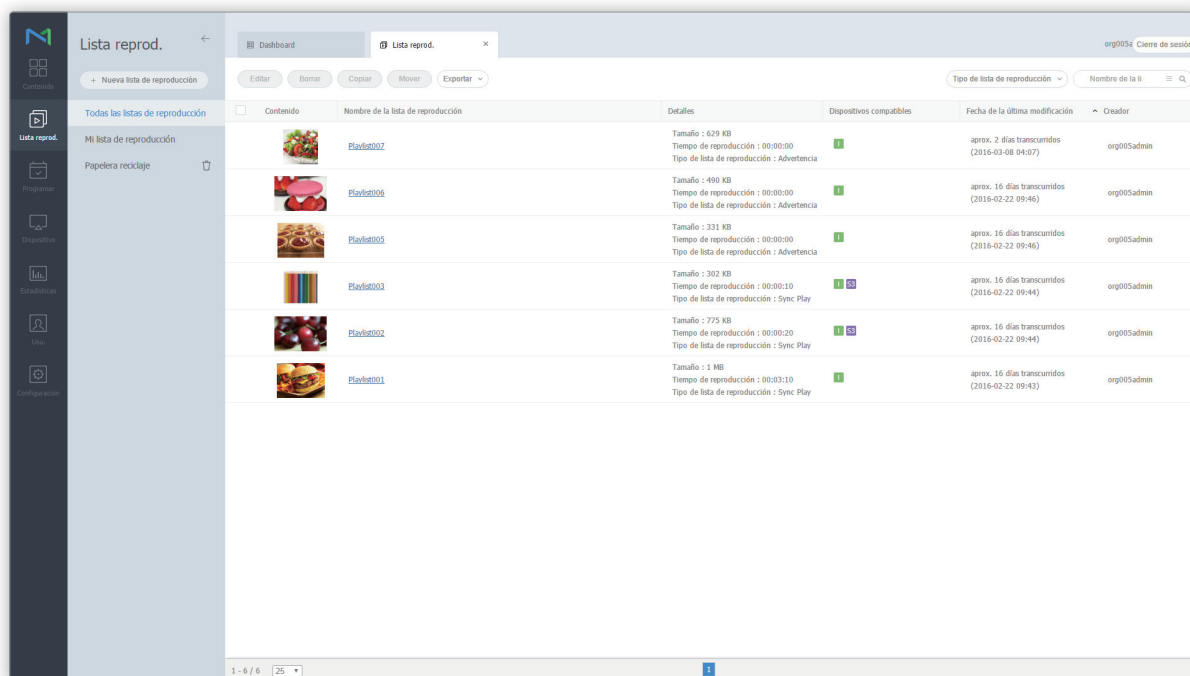 Lista reprod.
+ Nueva lista de reproducción
Todas las listas de reproducción
Mi lista de reproducción
Papelera reciclaje
Contenido
Lista reprod.
Programar
Dispositivo
Estadísticas
Usu.
Configuración
Dashboard
Lista reprod.
org005a Cierre de sesión
Editar Borrar Copiar Mover Exportar
Tipo de lista de reproducción Nombre de la li
Contenido Nombre de la lista de reproducción Detalles Dispositivos compatibles Fecha de la última modificación Creador
Tamaño : 629 KB
Playlist007 Tiempo de reproducción : 00:00:00 I aprox. 2 días transcurridos org005admin
Tipo de lista de reproducción : Advertencia (2016-03-08 04:07)
Tamaño : 490 KB
Playlist006 Tiempo de reproducción : 00:00:00 I aprox. 16 días transcurridos org005admin
Tipo de lista de reproducción : Advertencia (2016-02-22 09:46)
Tamaño : 331 KB
Playlist005 Tiempo de reproducción : 00:00:00 I aprox. 16 días transcurridos org005admin
Tipo de lista de reproducción : Advertencia (2016-02-22 09:46)
Tamaño : 302 KB
Playlist003 Tiempo de reproducción : 00:00:10 I S3 aprox. 16 días transcurridos org005admin
Tipo de lista de reproducción : Sync Play (2016-02-22 09:44)
Tamaño : 775 KB
Playlist002 Tiempo de reproducción : 00:00:20 I S3 aprox. 16 días transcurridos org005admin
Tipo de lista de reproducción : Sync Play (2016-02-22 09:44)
Tamaño : 1 MB
Playlist001 Tiempo de reproducción : 00:03:10 I aprox. 16 días transcurridos org005admin
Tipo de lista de reproducción : Sync Play (2016-02-22 09:43)
1 - 6 / 6 25 1